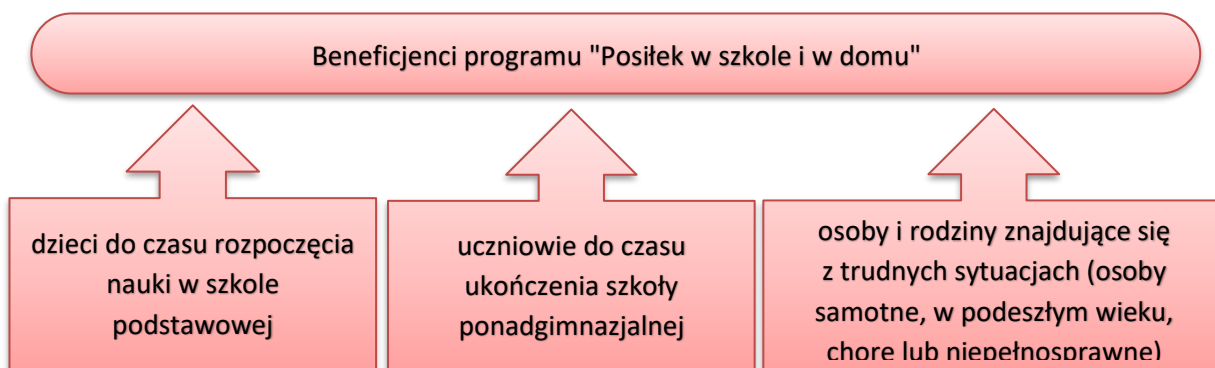 Beneficjenci programu "Posiłek w szkole i w domu"
dzieci do czasu rozpoczęcia
nauki w szkole
podstawowej
uczniowie do czasu
ukończenia szkoły
ponadgimnazjalnej
osoby i rodziny znajdujące się
z trudnych sytuacjach (osoby
samotne, w podeszłym wieku,
chore lub niepełnosprawne)